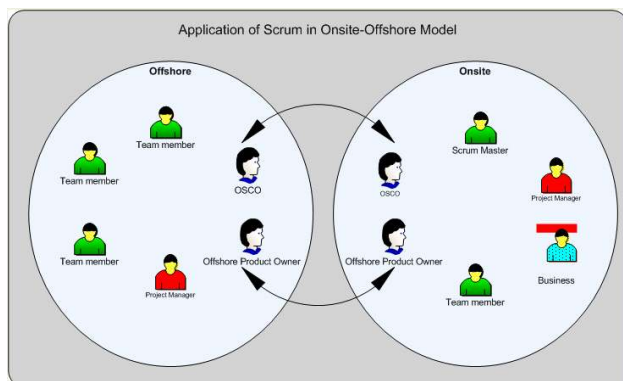 Application of Scrum in Onsite-Offshore Model
Offshore
Team member
Team member
OSCO
Team member
Offshore Product Owner
Project Manager
Onsite
Scrum Master
OSCO
Project Manager
Offshore Product Owner
Business
Team member